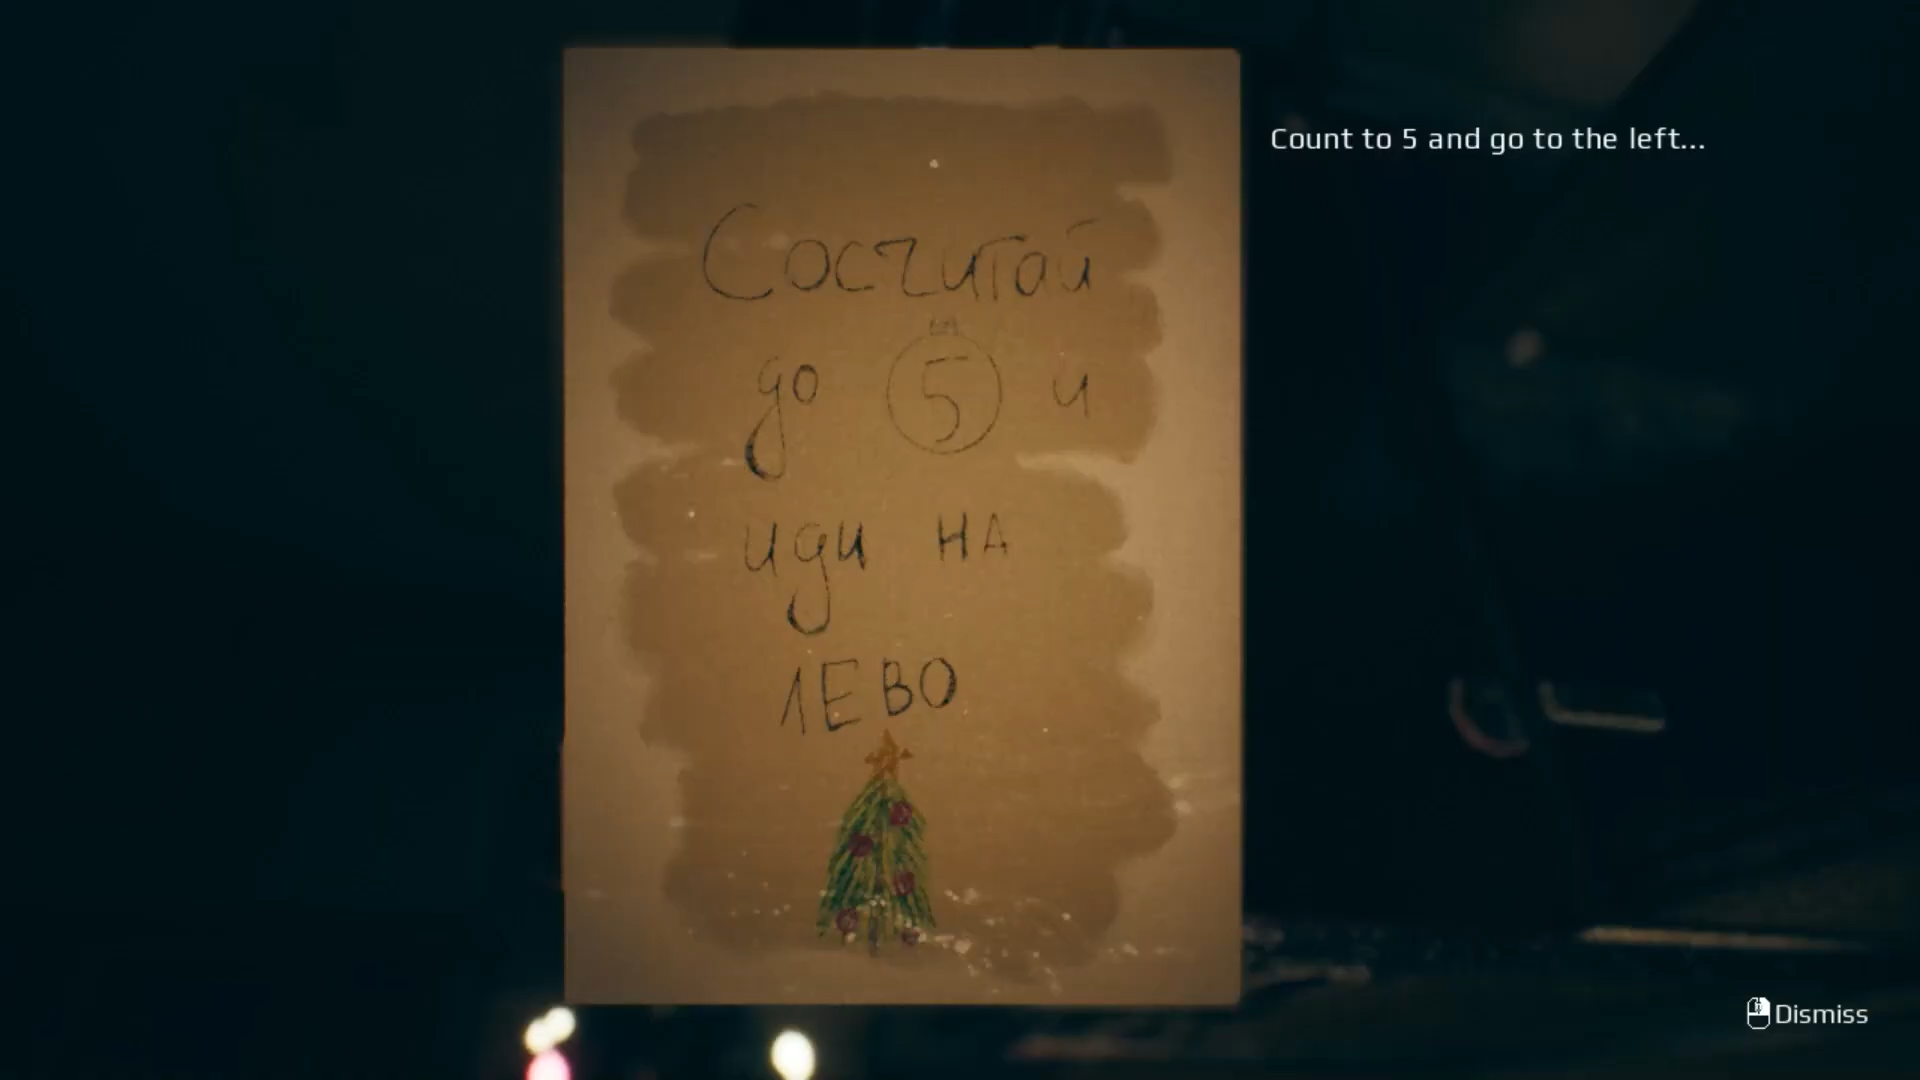 Сосчитай
до 5 и
иди НА
ЛЕВО
Count to 5 and go to the left...
Dismiss